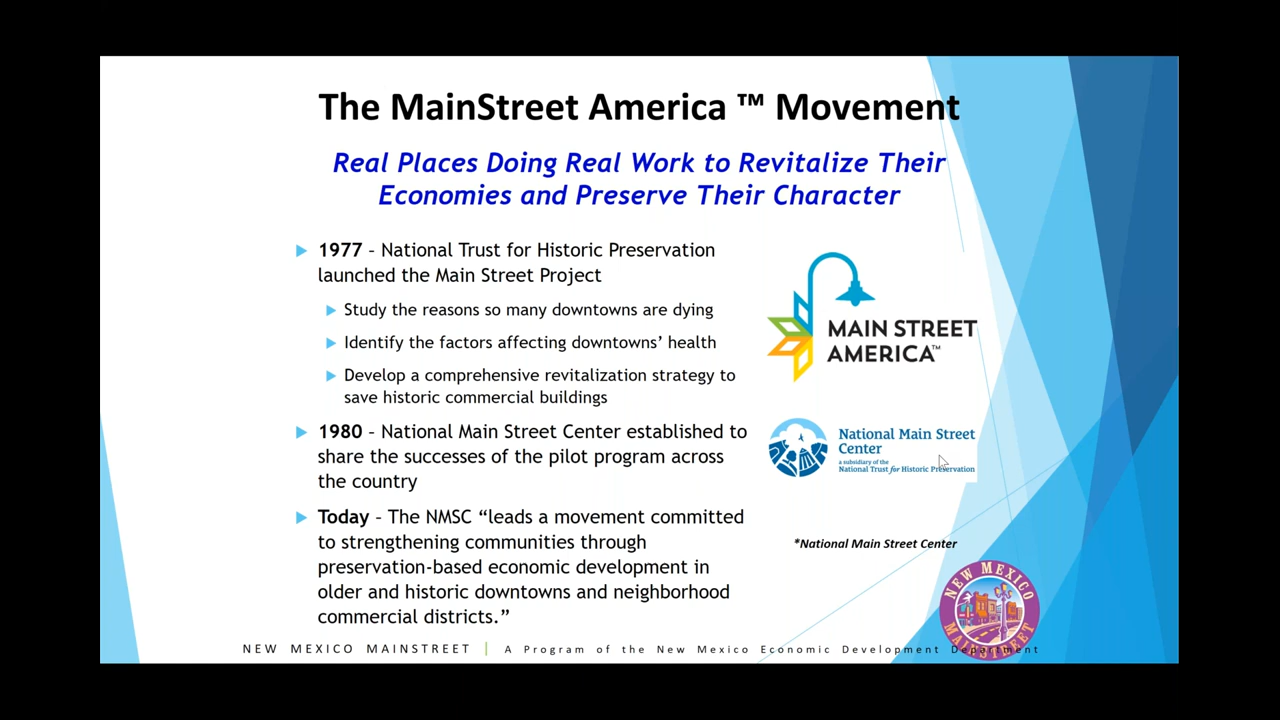 The MainStreet America ™ Movement
Real Places Doing Real Work to Revitalize Their
Economies and Preserve Their Character
1977 – National Trust for Historic Preservation
launched the Main Street Project
Study the reasons so many downtowns are dying
Identify the factors affecting downtowns’ health
Develop a comprehensive revitalization strategy to
save historic commercial buildings
1980 – National Main Street Center established to
share the successes of the pilot program across
the country
Today – The NMSC “leads a movement committed
to strengthening communities through
preservation-based economic development in
older and historic downtowns and neighborhood
commercial districts.”
MAIN STREET
AMERICA™
National Main Street
Center
a subsidiary of the
National Trust for Historic Preservation
*National Main Street Center
NEW MEXICO
MAINSTREET
NEW MEXICO MAINSTREET | A Program of the New Mexico Economic Development Department